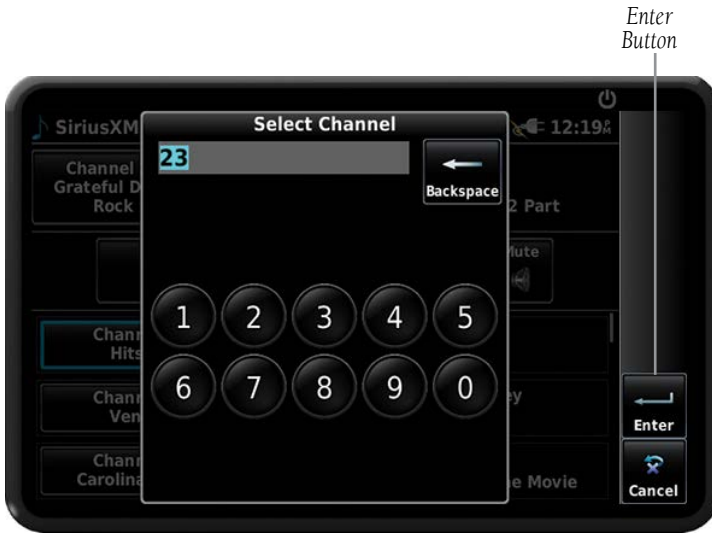 Enter
Button
SiriusXM
Select Channel
12:19
23
Backspace
Channel
Grateful D
Rock
2 Part
Mute
1 2 3 4 5
Chann
Hits
6 7 8 9 0
Chann
Ven
ey
Enter
Chann
Carolina
e Movie
Cancel